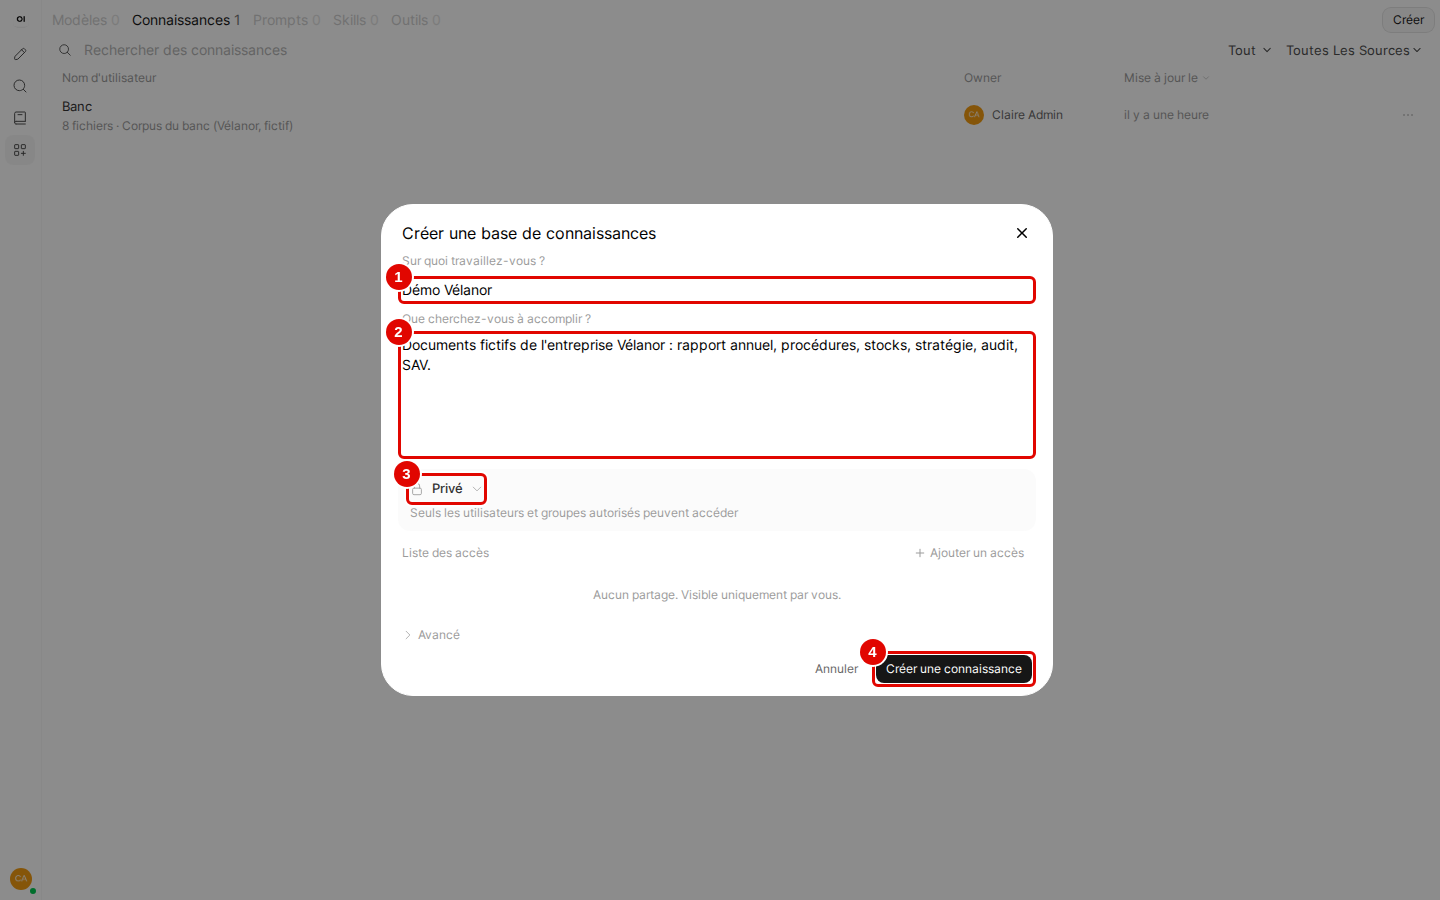 OI
Modèles 0 Connaissances 1 Prompts 0 Skills 0 Outils 0
Créer
Rechercher des connaissances
Tout
Toutes Les Sources
Nom d'utilisateur
Owner
Mise à jour le
Banc
8 fichiers · Corpus du banc (Vélanor, fictif)
CA
Claire Admin
il y a une heure
Créer une base de connaissances
Sur quoi travaillez-vous ?
1
Démo Vélanor
Que cherchez-vous à accomplir ?
2
Documents fictifs de l'entreprise Vélanor : rapport annuel, procédures, stocks, stratégie, audit,
SAV.
3
Privé
Seuls les utilisateurs et groupes autorisés peuvent accéder
Liste des accès
+ Ajouter un accès
Aucun partage. Visible uniquement par vous.
Avancé
4
Annuler
Créer une connaissance
CA